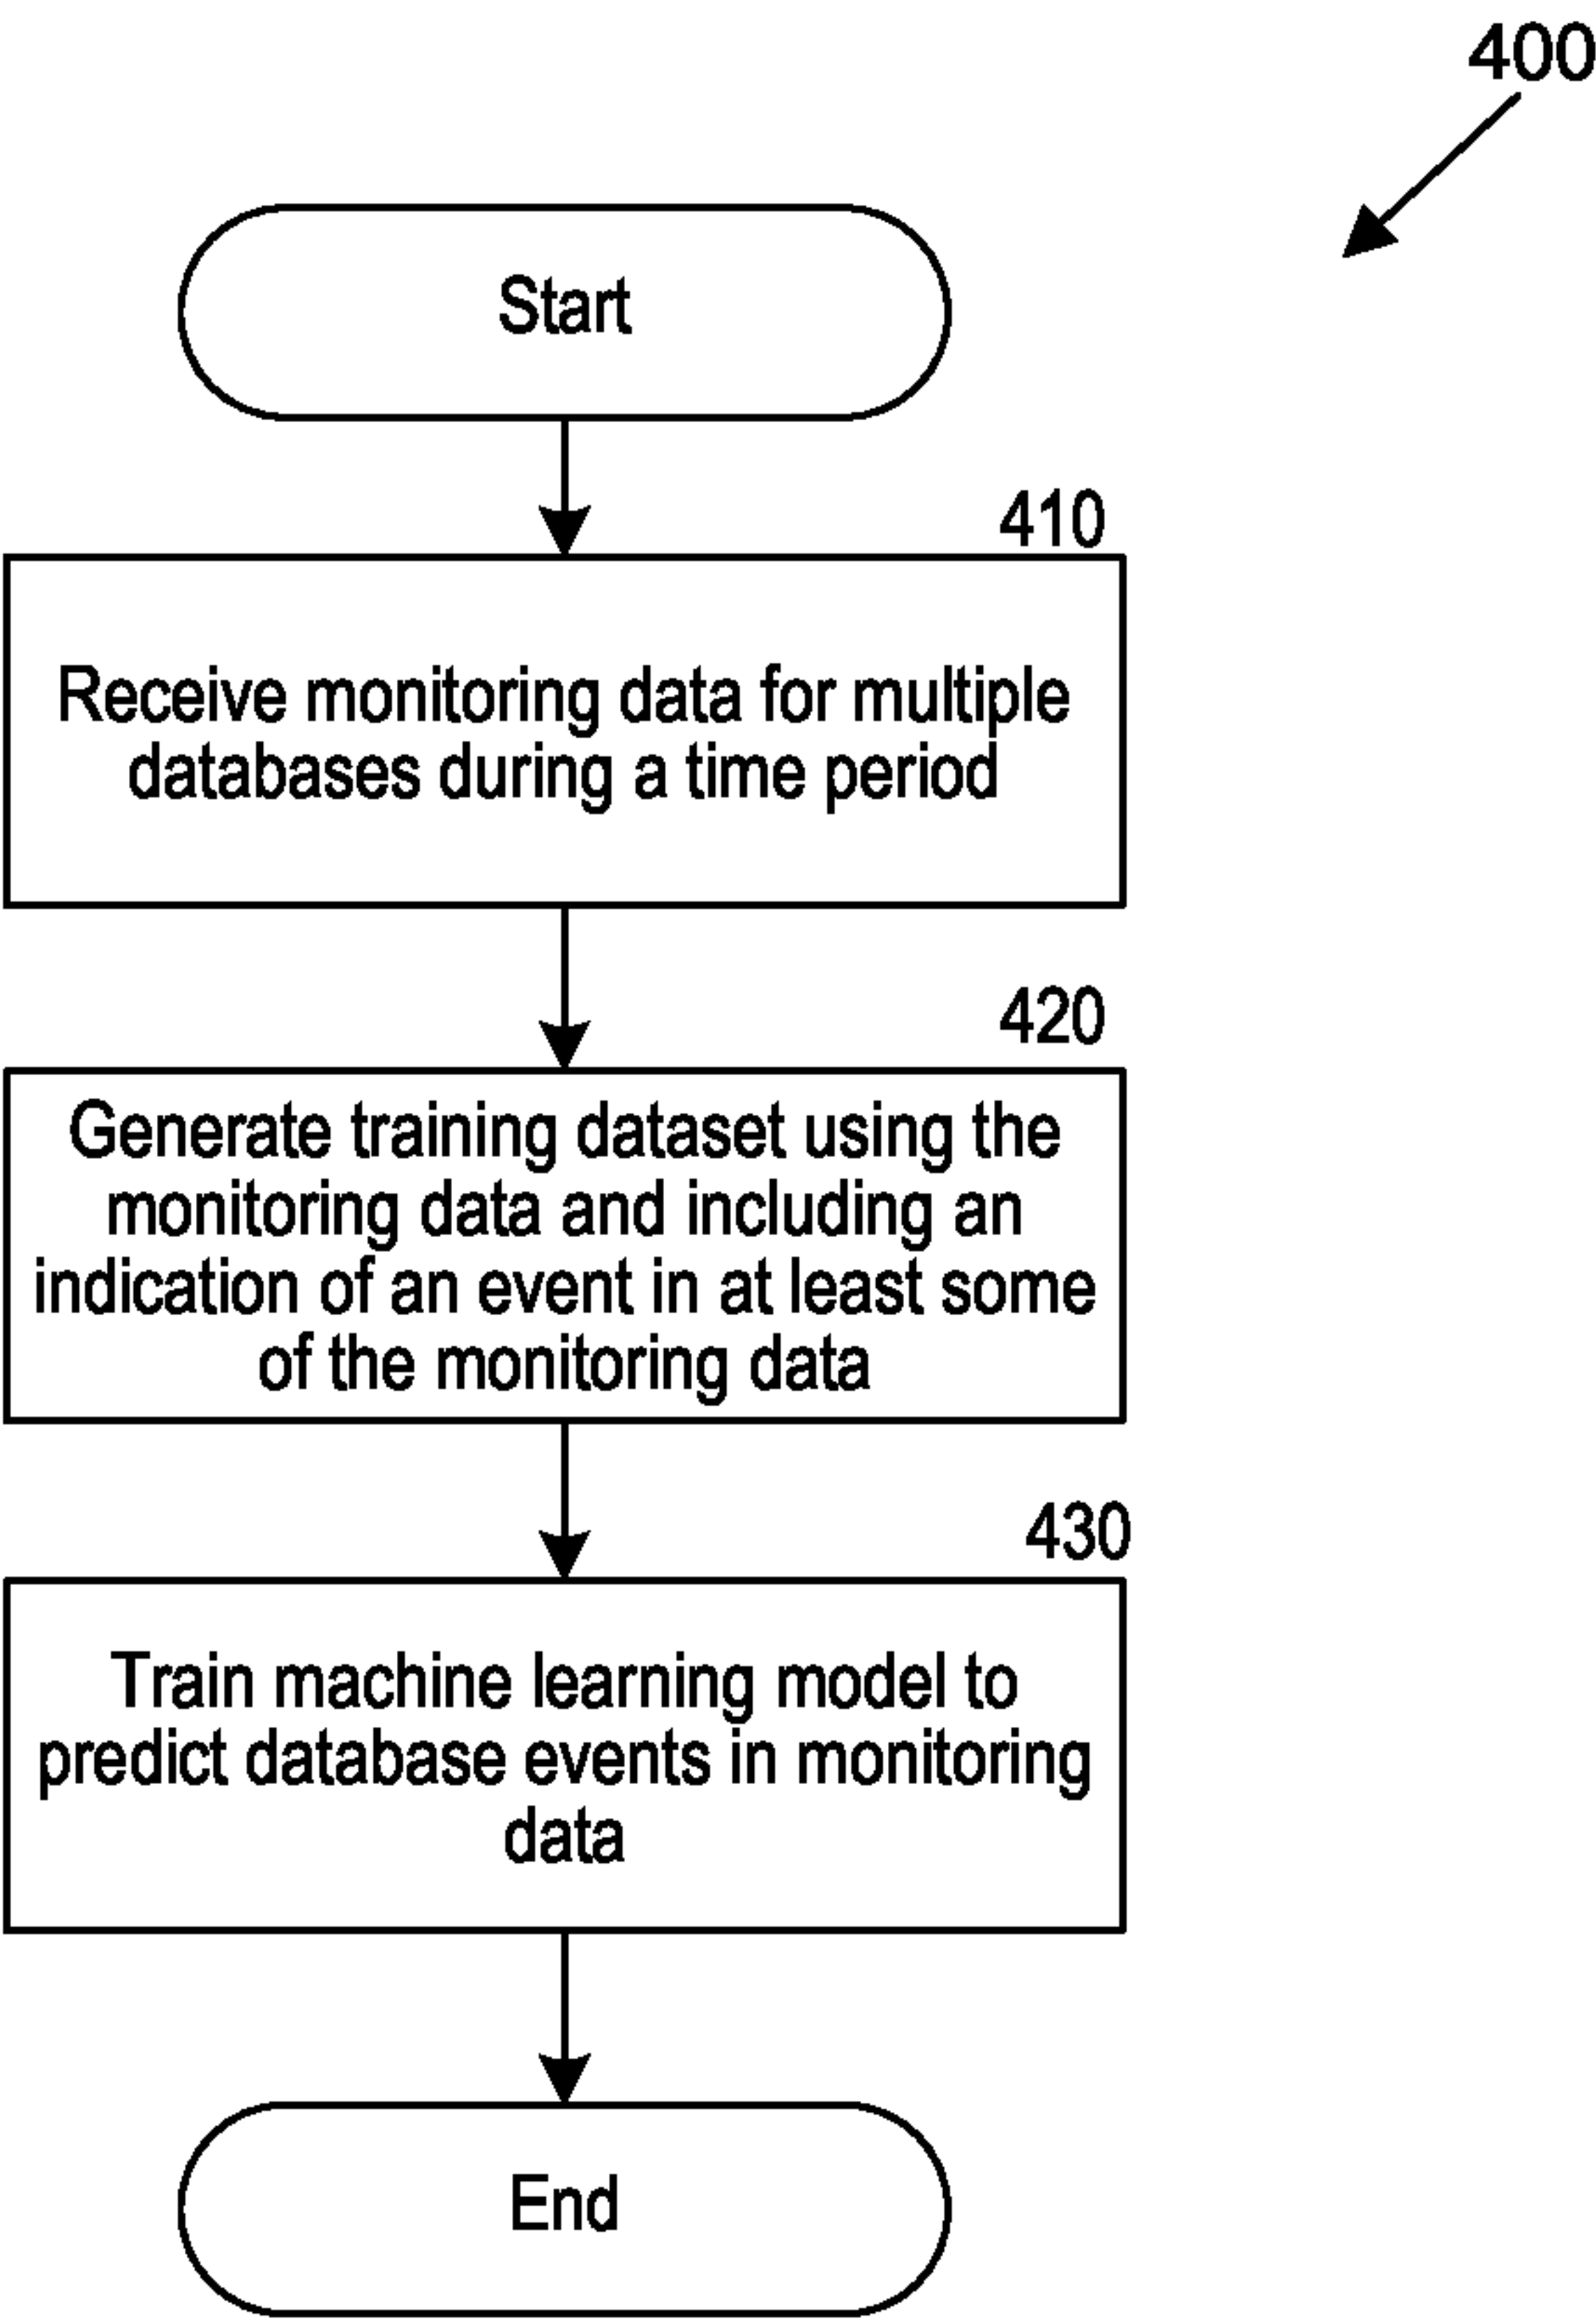 400
Start
410
Receive monitoring data for multiple
databases during a time period
420
Generate training dataset using the
monitoring data and including an
indication of an event in at least some
of the monitoring data
430
Train machine learning model to
predict database events in monitoring
data
End